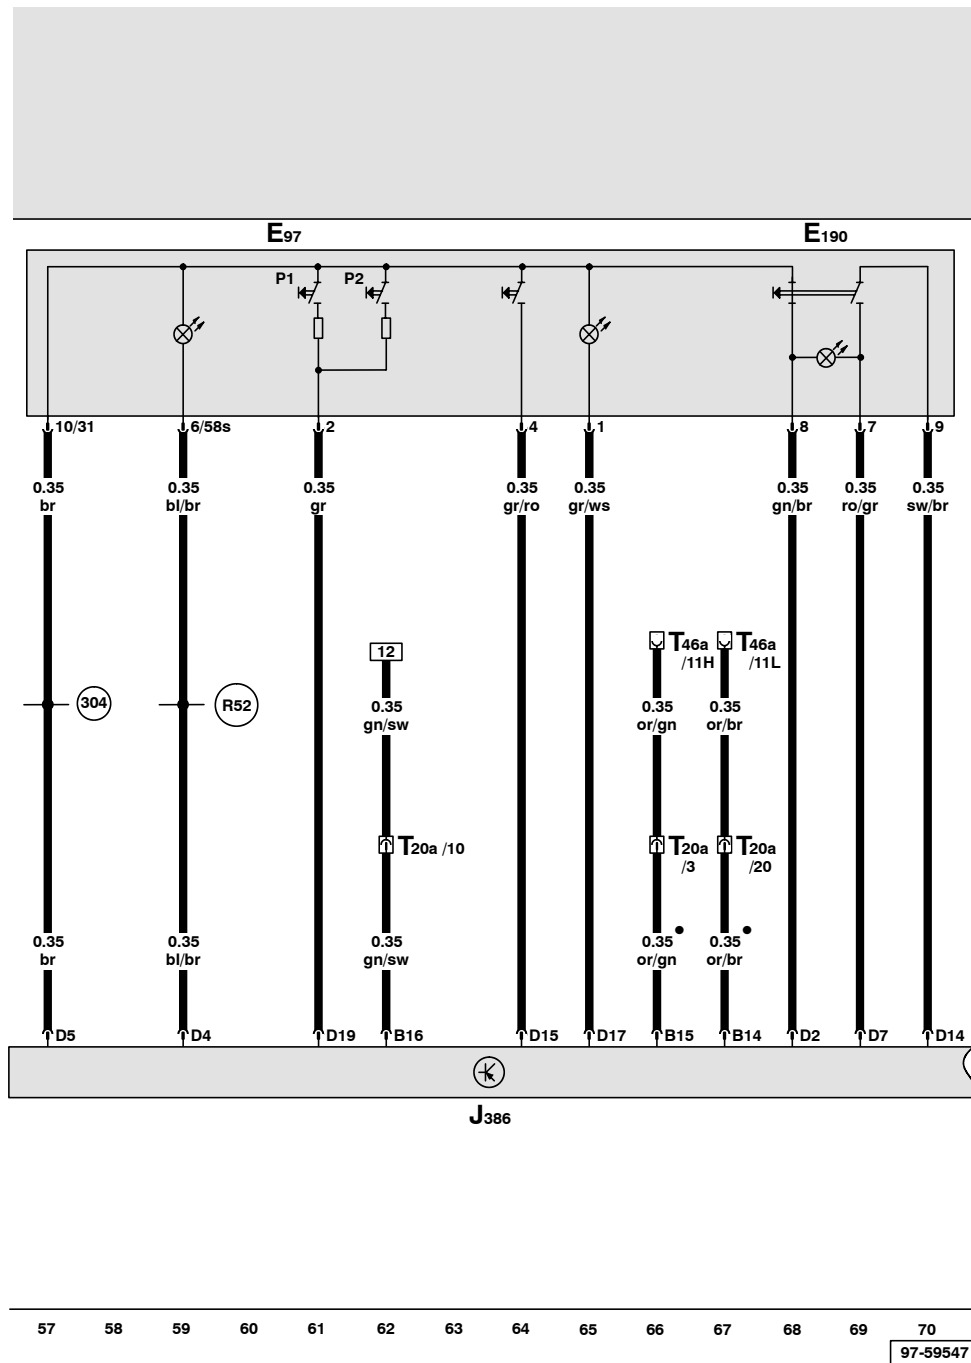 E97 E190
P1 P2
10/31 6/58s 2 4 1 8 7 9
0.35 0.35 0.35 0.35 0.35 0.35 0.35 0.35
br bl/br gr gr/ro gr/ws gn/br ro/gr sw/br
12 T46a T46a
/11H /11L
304 R52
0.35 0.35 0.35
gn/sw or/gn or/br
T20a /10 T20a T20a
/3 /20
0.35 0.35 0.35 0.35 0.35
br bl/br gn/sw or/gn or/br
D5 D4 D19 B16 D15 D17 B15 B14 D2 D7 D14
J386
57 58 59 60 61 62 63 64 65 66 67 68 69 70
97-59547